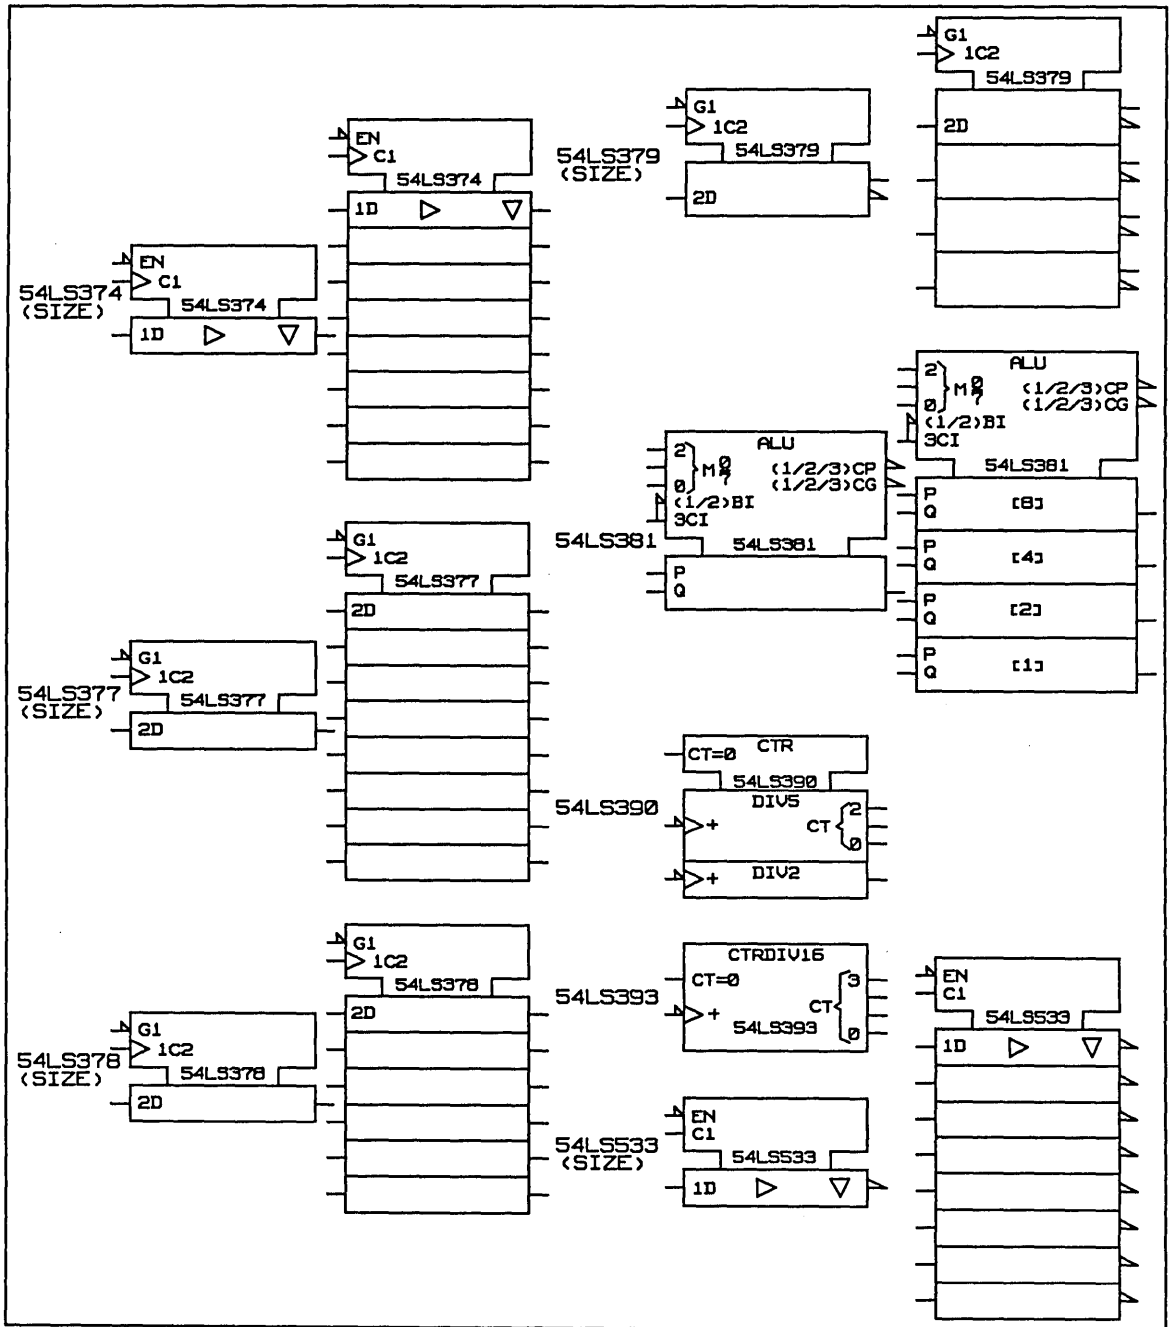 EN
C1
54LS374
1D
54LS374
(SIZE)
EN
C1
54LS374
1D
G1
1C2
54LS377
2D
54LS377
(SIZE)
G1
1C2
54LS377
2D
G1
1C2
54LS378
2D
54LS378
(SIZE)
G1
1C2
54LS378
2D
54LS379
(SIZE)
G1
1C2
54LS379
2D
G1
1C2
54LS379
2D
54LS381
ALU
2
0
M 0
7
(1/2/3)CP
(1/2/3)CG
(1/2)BI
3CI
54LS381
P
Q
ALU
2
0
M 0
7
(1/2/3)CP
(1/2/3)CG
(1/2)BI
3CI
54LS381
P
Q
[8]
P
Q
[4]
P
Q
[2]
P
Q
[1]
54LS390
CTR
CT=0
54LS390
DIV5
+
CT
2
0
DIV2
+
54LS393
CTRDIV16
CT=0
3
+
CT
54LS393
0
54LS533
(SIZE)
EN
C1
54LS533
1D
EN
C1
54LS533
1D